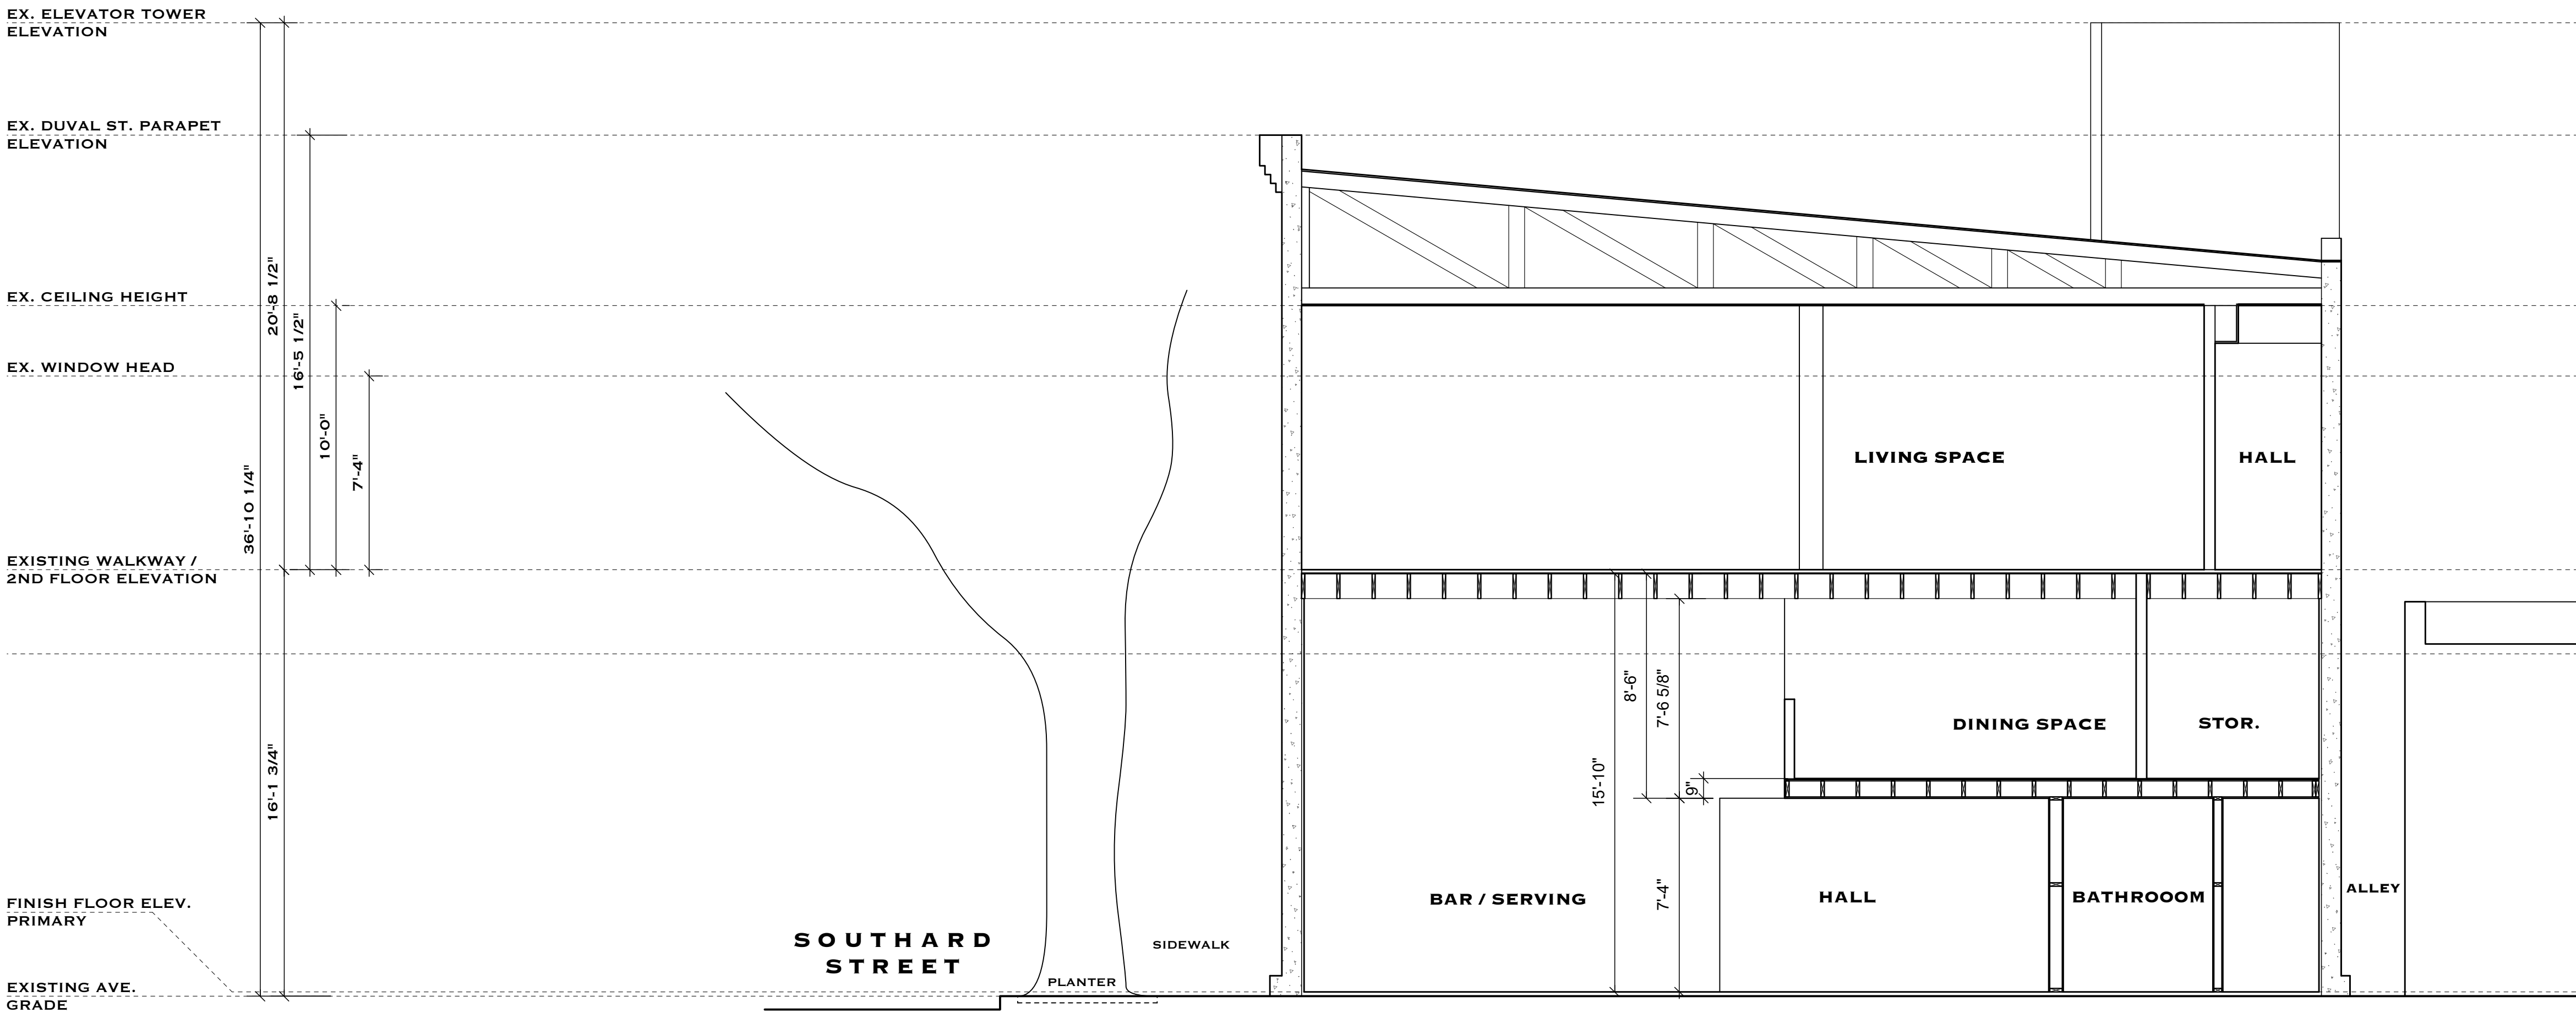 EX. ELEVATOR TOWER
ELEVATION
EX. DUVAL ST. PARAPET
ELEVATION
EX. CEILING HEIGHT
EX. WINDOW HEAD
EXISTING WALKWAY /
2ND FLOOR ELEVATION
FINISH FLOOR ELEV.
PRIMARY
EXISTING AVE.
GRADE
36'-10 1/4"
20'-8 1/2"
16'-1 3/4"
16'-5 1/2"
10'-0"
7'-4"
SOUTHARD
STREET
PLANTER
SIDEWALK
LIVING SPACE
HALL
15'-10"
8'-6"
7'-6 5/8"
9"
7'-4"
DINING SPACE
STOR.
BAR / SERVING
HALL
BATHROOOM
ALLEY